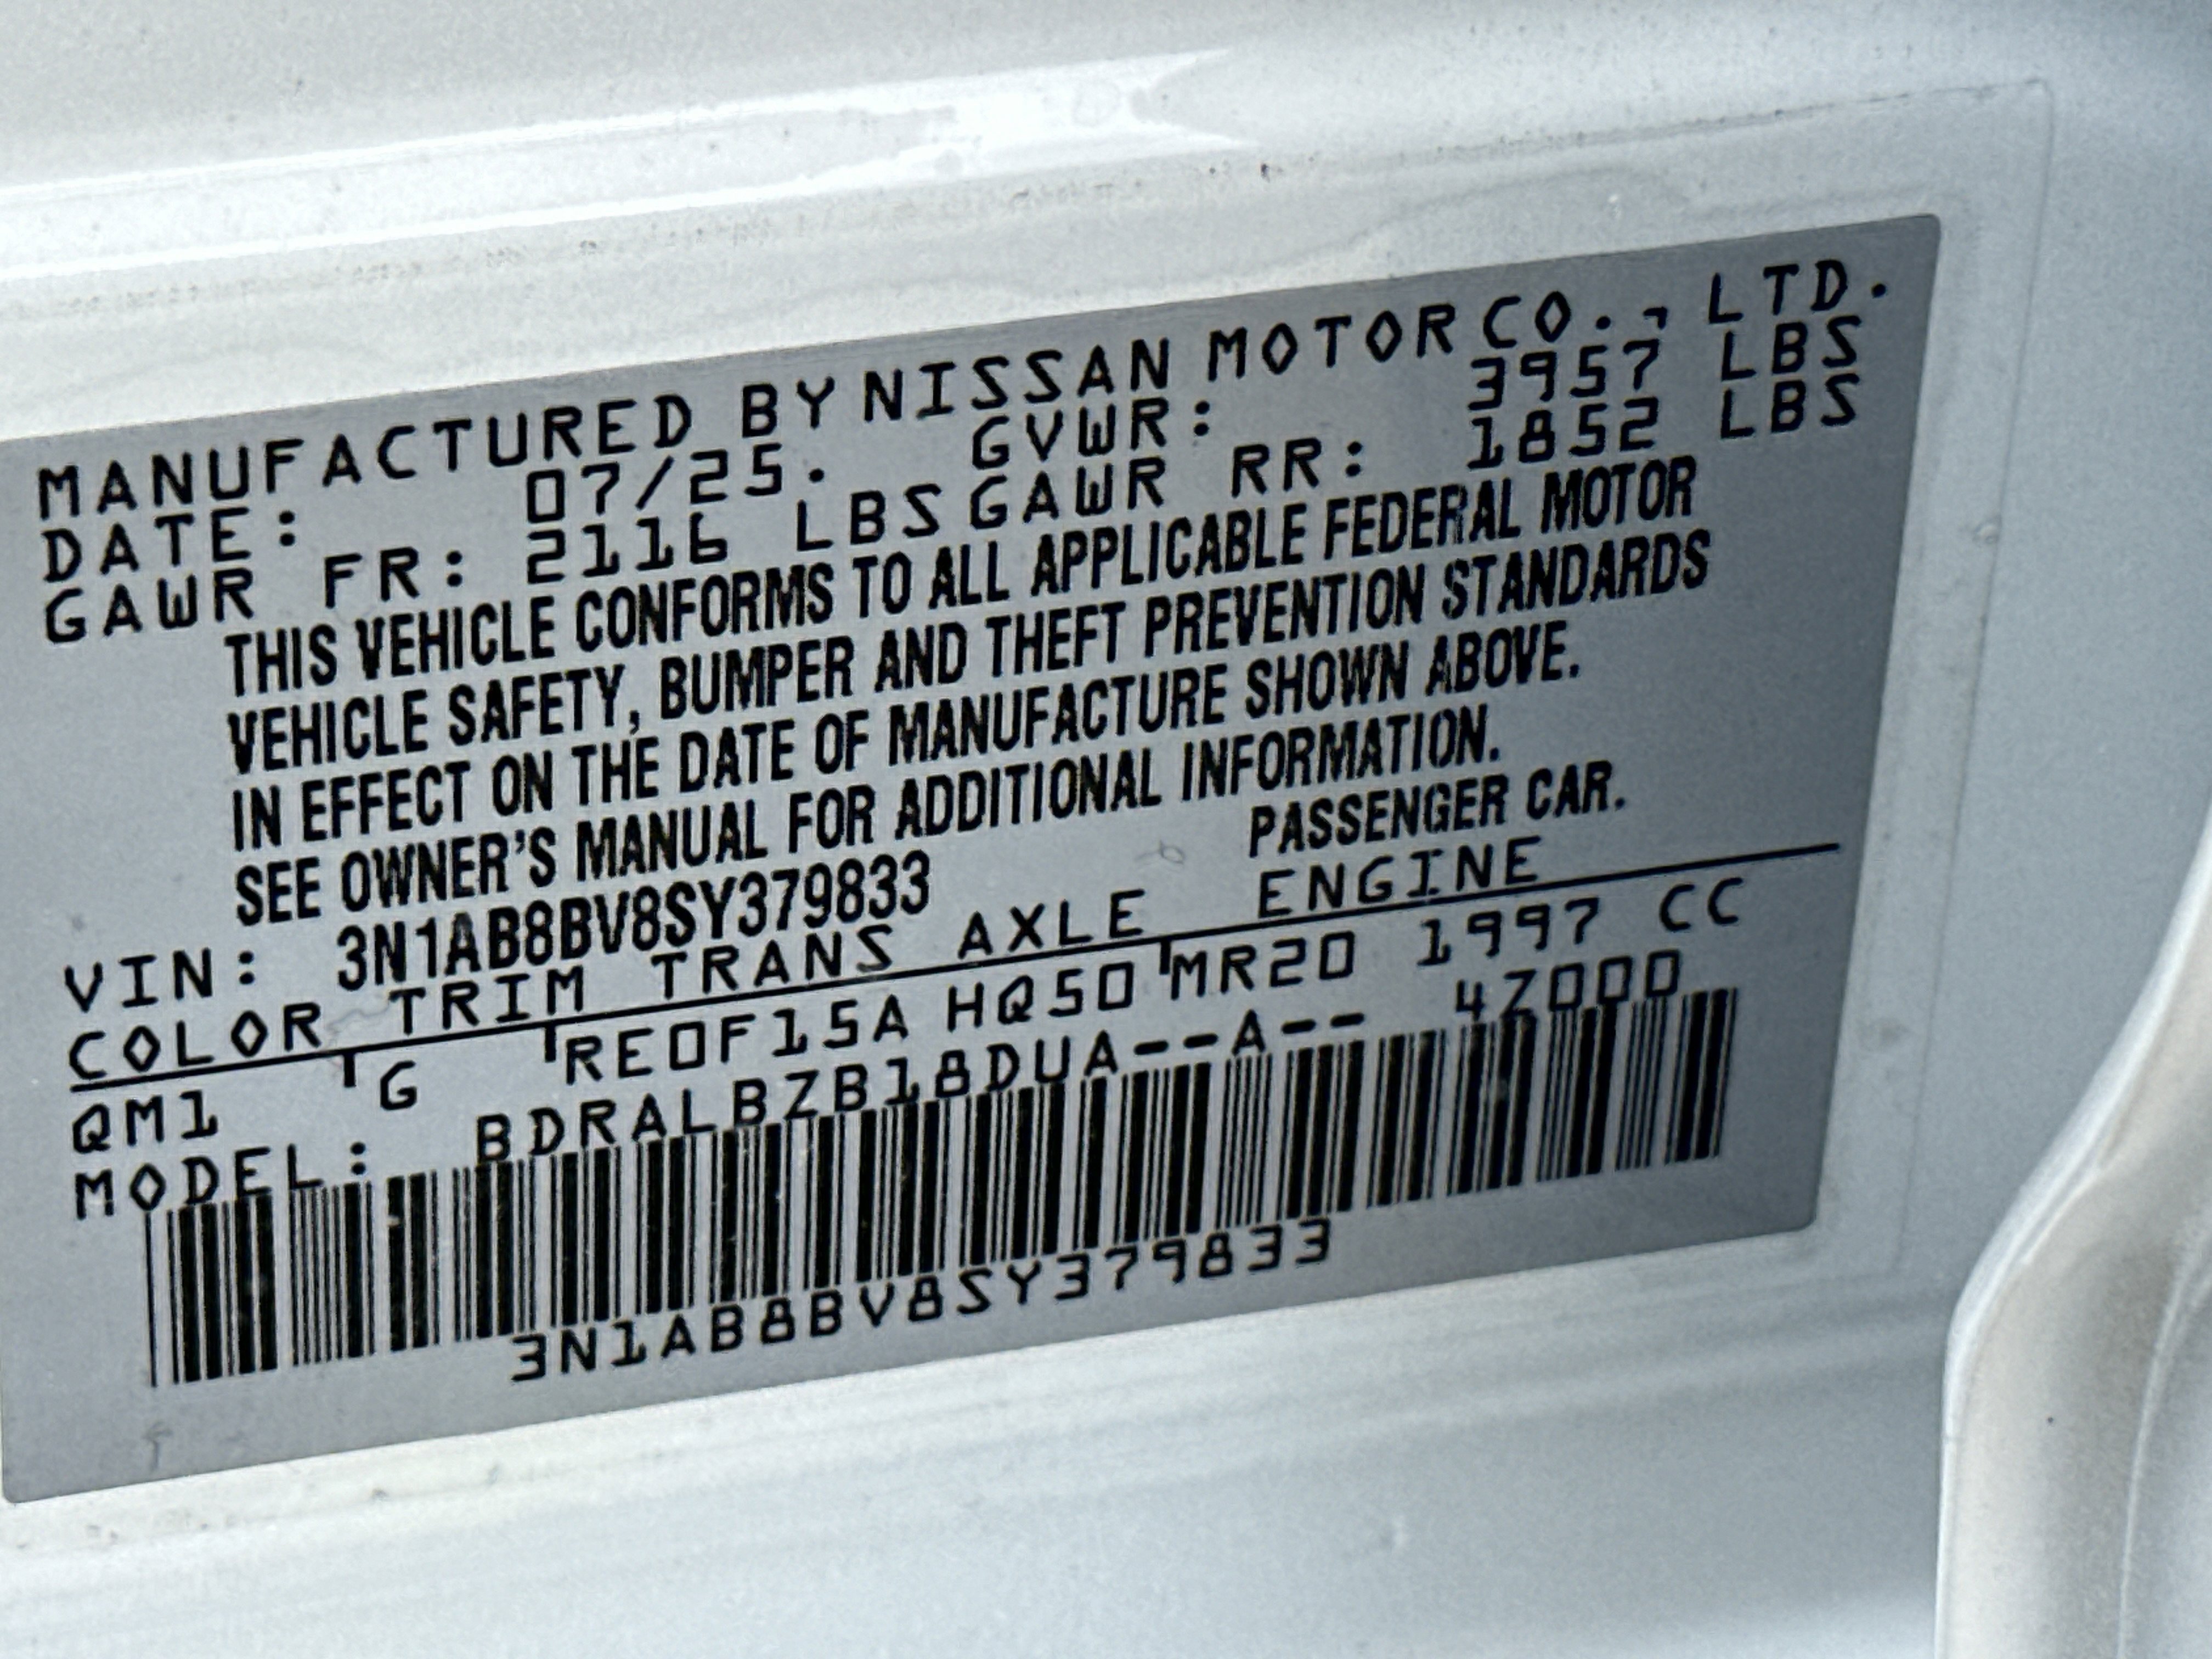 MANUFACTURED BY NISSAN MOTOR CO., LTD.
DATE: 07/25. GVWR: 3957 LBS
GAWR FR: 2116 LBS GAWR RR: 1852 LBS
THIS VEHICLE CONFORMS TO ALL APPLICABLE FEDERAL MOTOR
VEHICLE SAFETY, BUMPER AND THEFT PREVENTION STANDARDS
IN EFFECT ON THE DATE OF MANUFACTURE SHOWN ABOVE.
SEE OWNER'S MANUAL FOR ADDITIONAL INFORMATION.
VIN: 3N1AB8BV8SY379833 PASSENGER CAR.
COLOR TRIM TRANS AXLE ENGINE
QM1 G RE0F15A HQ50 MR20 1997 CC
MODEL: BDRALBZB18DUA--A-- 4Z000
3N1AB8BV8SY379833